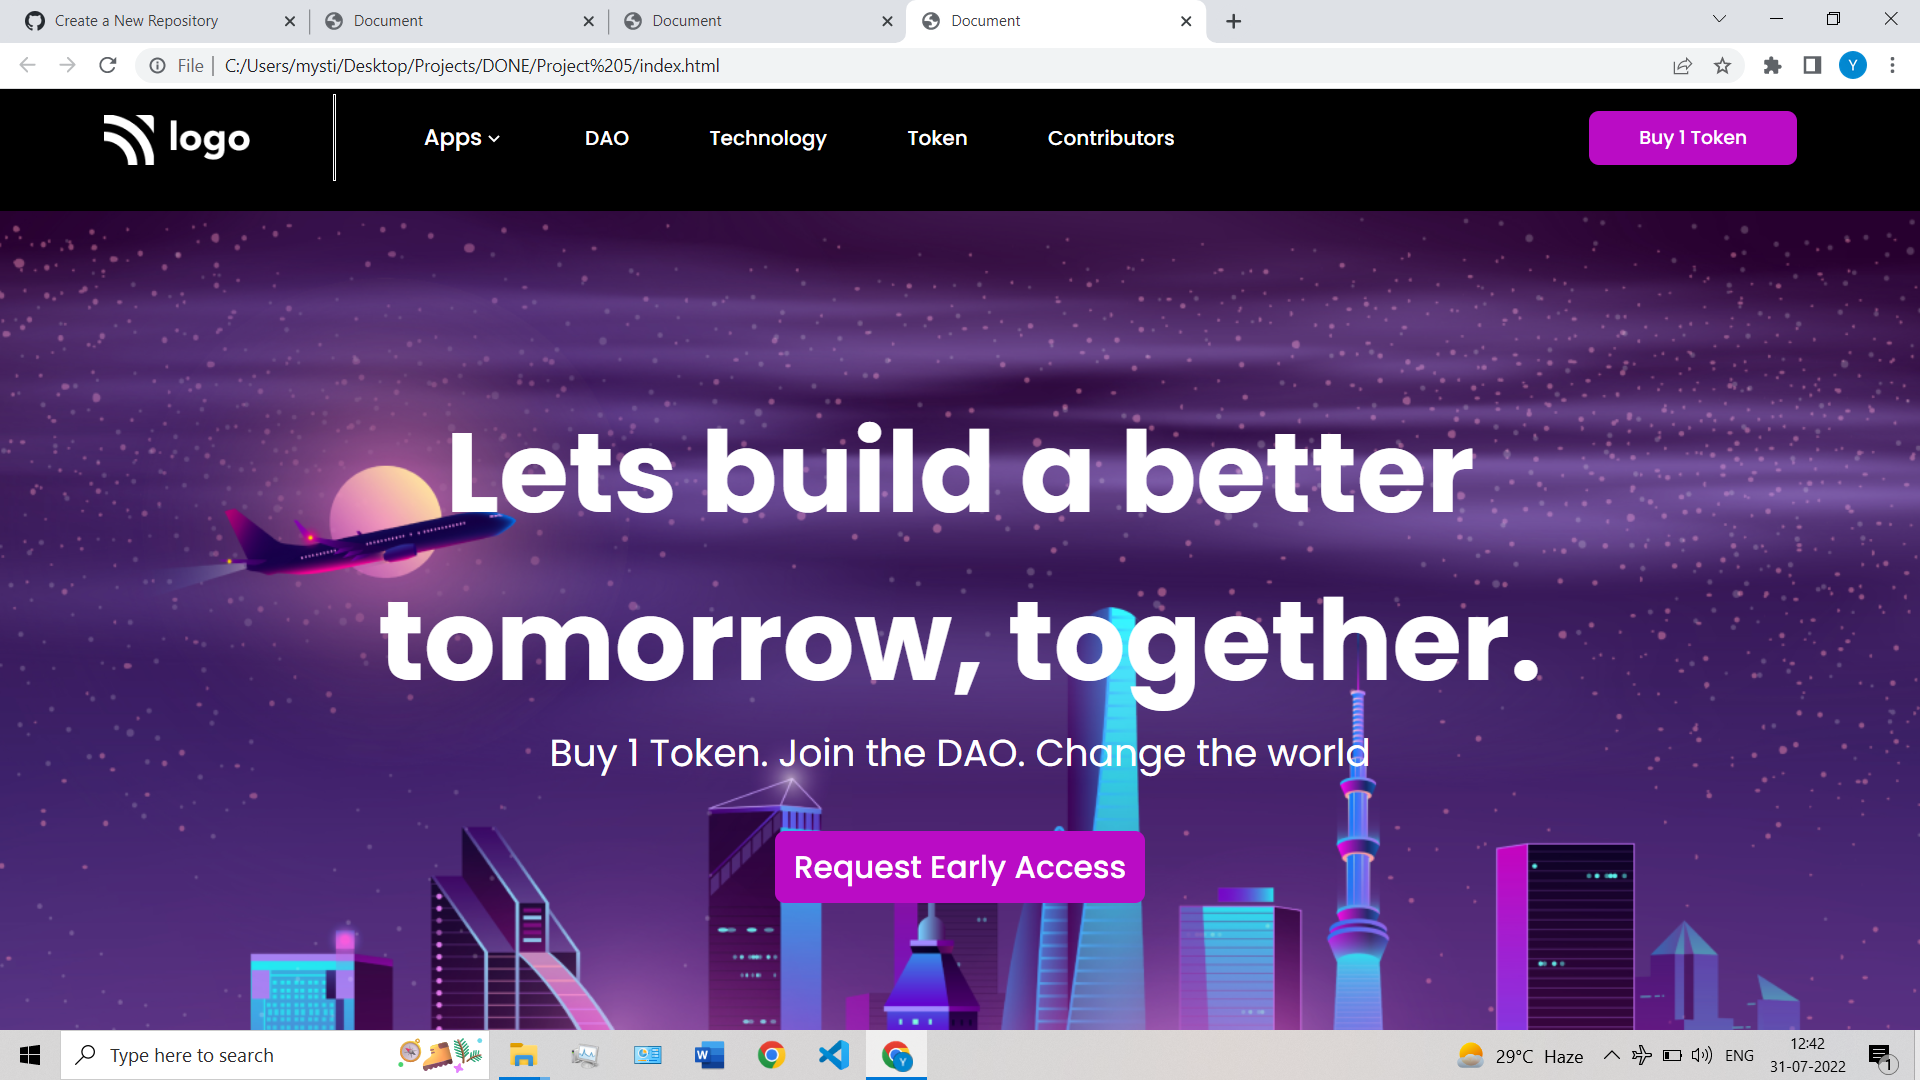 Create a New Repository
Document
Document
Document
File
C:/Users/mysti/Desktop/Projects/DONE/Project%205/index.html
Y
logo
Apps
DAO
Technology
Token
Contributors
Buy 1 Token
Lets build a better
tomorrow, together.
Buy 1 Token. Join the DAO. Change the world
Request Early Access
Type here to search
W
Y
29°C Haze
ENG
12:42
31-07-2022
1